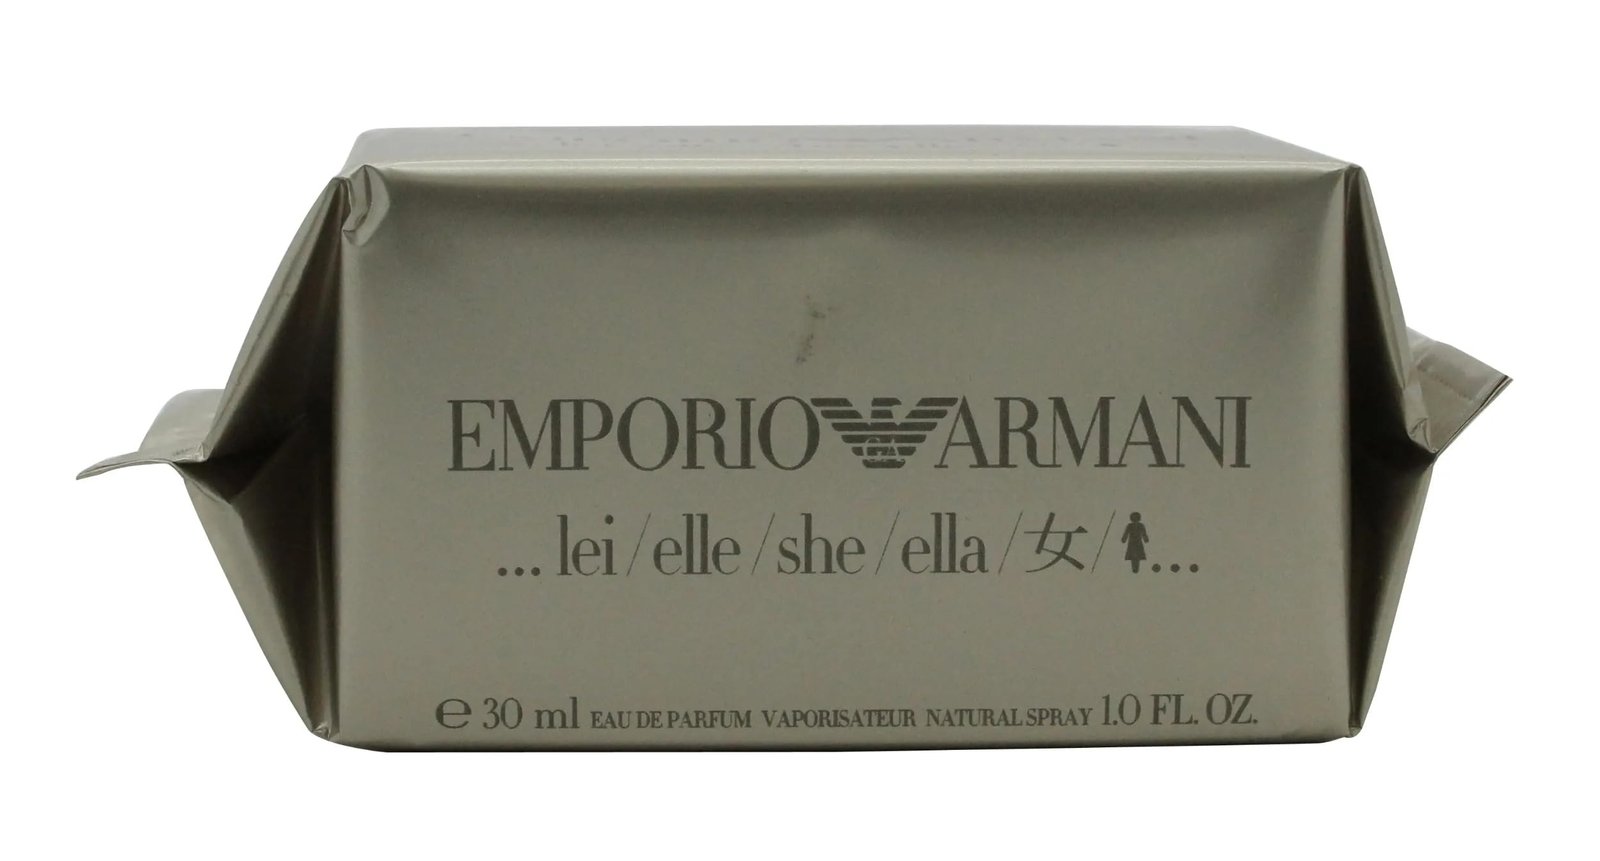 EMPORIO ARMANI
...lei/elle/she/ella/女/...
℮ 30 ml EAU DE PARFUM VAPORISATEUR NATURAL SPRAY 1.0 FL. OZ.